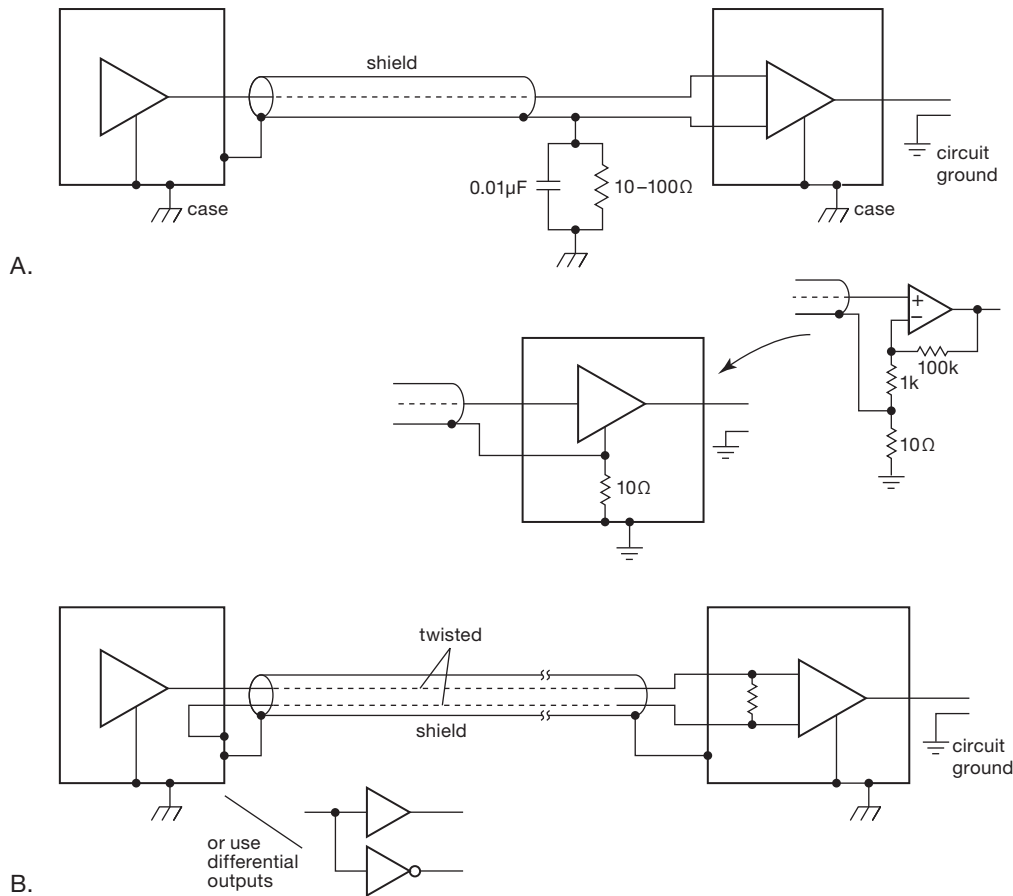 shield
0.01μF
10–100Ω
case
case
circuit
ground
A.
+
−
100k
1k
10Ω
10Ω
twisted
shield
circuit
ground
or use
differential
outputs
B.